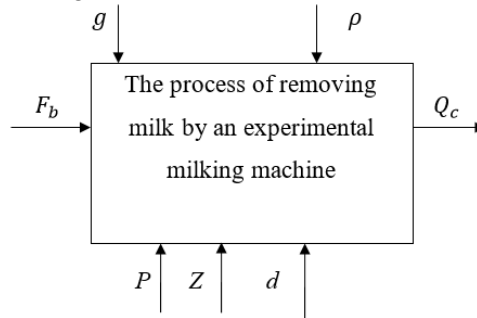 g ρ
The process of removing
F_b milk by an experimental Q_c
milking machine
P Z d